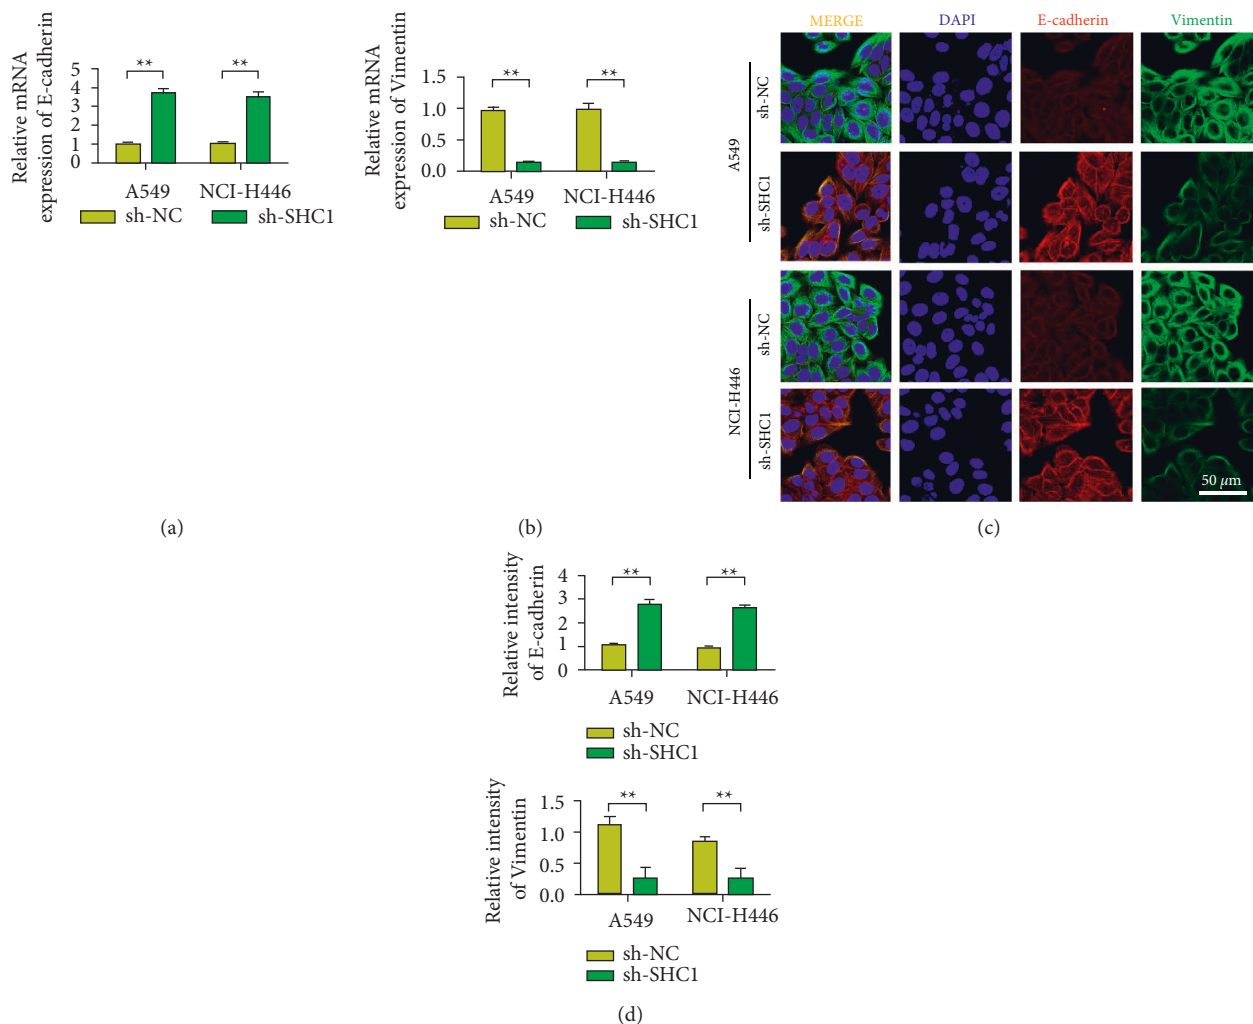 Relative mRNA
expression of E-cadherin
5
4
3
2
1
0
**
**
A549
NCI-H446
sh-NC
sh-SHC1
(a)
Relative mRNA
expression of Vimentin
1.5
1.0
0.5
0.0
**
**
A549
NCI-H446
sh-NC
sh-SHC1
(b)
MERGE
DAPI
E-cadherin
Vimentin
A549
sh-NC
sh-SHC1
NCI-H446
sh-NC
sh-SHC1
50 µm
(c)
Relative intensity
of E-cadherin
4
3
2
1
0
**
**
A549
NCI-H446
sh-NC
sh-SHC1
Relative intensity
of Vimentin
1.5
1.0
0.5
0.0
**
**
A549
NCI-H446
sh-NC
sh-SHC1
(d)